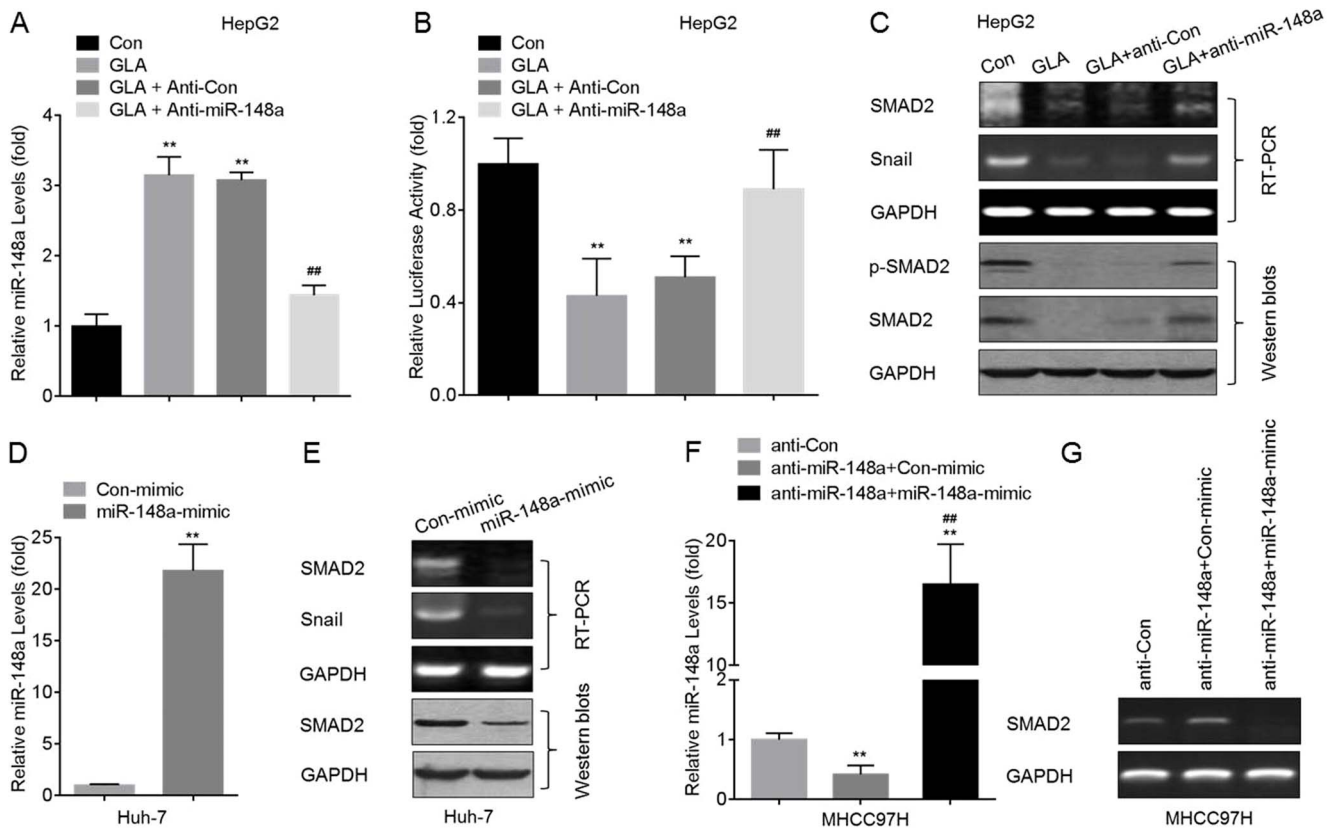 A
HepG2
Con
GLA
GLA + Anti-Con
GLA + Anti-miR-148a
Relative miR-148a Levels (fold)
4
3
2
1
0
**
**
##
B
HepG2
Con
GLA
GLA + Anti-Con
GLA + Anti-miR-148a
Relative Luciferase Activity (fold)
1.2
0.8
0.4
0.0
**
**
##
C
HepG2
Con
GLA
GLA+anti-Con
GLA+anti-miR-148a
SMAD2
Snail
GAPDH
RT-PCR
p-SMAD2
SMAD2
GAPDH
Western blots
D
Con-mimic
miR-148a-mimic
Relative miR-148a Levels (fold)
25
20
15
10
5
0
**
Huh-7
E
Con-mimic
miR-148a-mimic
SMAD2
Snail
GAPDH
RT-PCR
SMAD2
GAPDH
Western blots
Huh-7
F
anti-Con
anti-miR-148a+Con-mimic
anti-miR-148a+miR-148a-mimic
Relative miR-148a Levels (fold)
20
15
10
2
1
0
**
##
**
MHCC97H
G
anti-Con
anti-miR-148a+Con-mimic
anti-miR-148a+miR-148a-mimic
SMAD2
GAPDH
MHCC97H